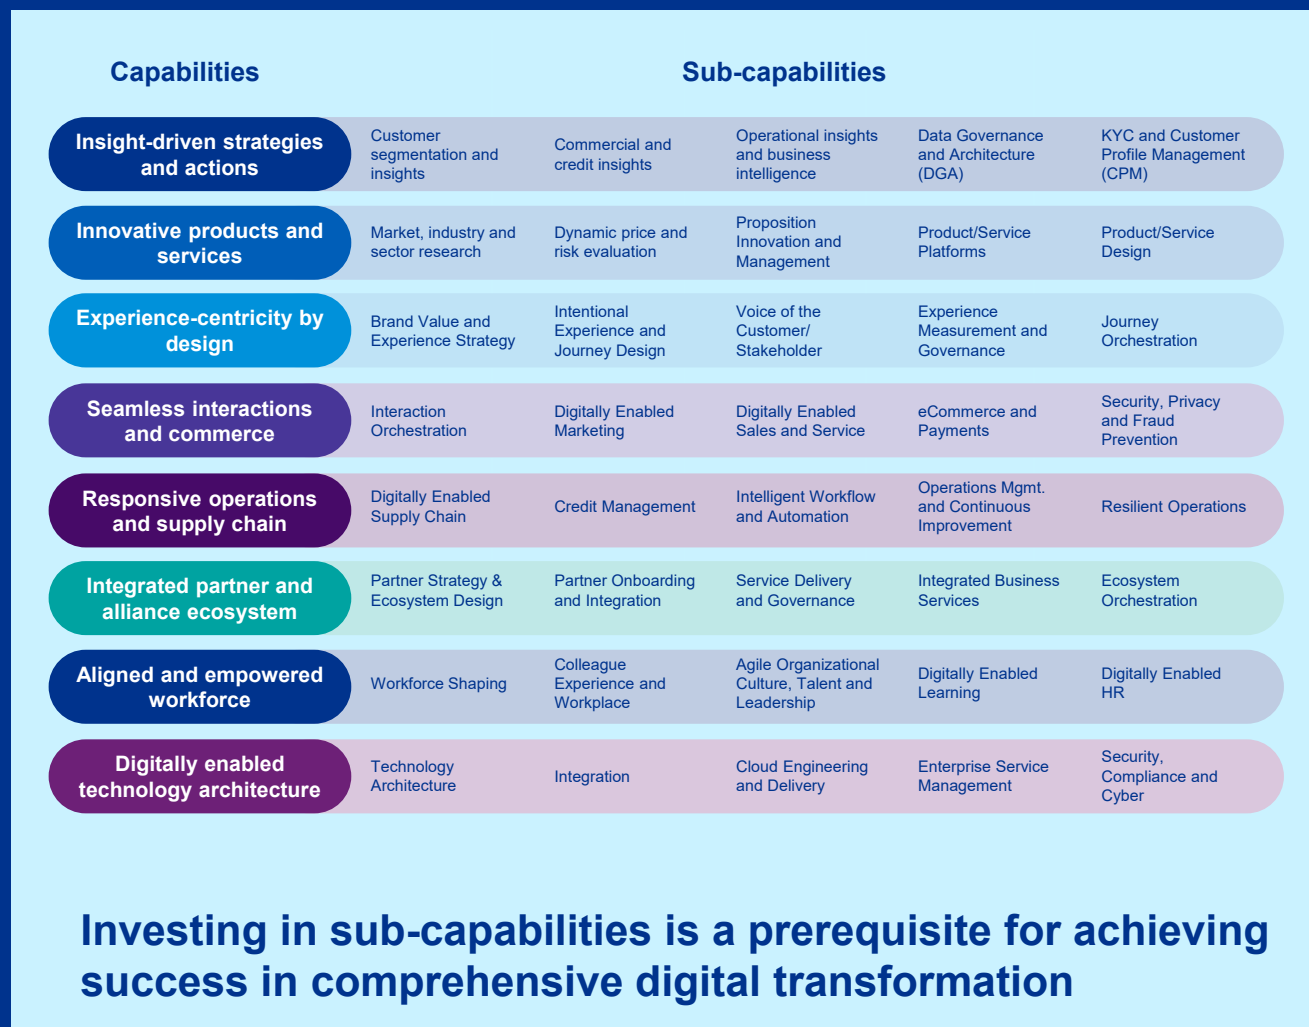 Capabilities
Sub-capabilities
Insight-driven strategies
and actions
Customer
segmentation and
insights
Commercial and
credit insights
Operational insights
and business
intelligence
Data Governance
and Architecture
(DGA)
KYC and Customer
Profile Management
(CPM)
Innovative products and
services
Market, industry and
sector research
Dynamic price and
risk evaluation
Proposition
Innovation and
Management
Product/Service
Platforms
Product/Service
Design
Experience-centricity by
design
Brand Value and
Experience Strategy
Intentional
Experience and
Journey Design
Voice of the
Customer/
Stakeholder
Experience
Measurement and
Governance
Journey
Orchestration
Seamless interactions
and commerce
Interaction
Orchestration
Digitally Enabled
Marketing
Digitally Enabled
Sales and Service
eCommerce and
Payments
Security, Privacy
and Fraud
Prevention
Responsive operations
and supply chain
Digitally Enabled
Supply Chain
Credit Management
Intelligent Workflow
and Automation
Operations Mgmt.
and Continuous
Improvement
Resilient Operations
Integrated partner and
alliance ecosystem
Partner Strategy &
Ecosystem Design
Partner Onboarding
and Integration
Service Delivery
and Governance
Integrated Business
Services
Ecosystem
Orchestration
Aligned and empowered
workforce
Workforce Shaping
Colleague
Experience and
Workplace
Agile Organizational
Culture, Talent and
Leadership
Digitally Enabled
Learning
Digitally Enabled
HR
Digitally enabled
technology architecture
Technology
Architecture
Integration
Cloud Engineering
and Delivery
Enterprise Service
Management
Security,
Compliance and
Cyber
Investing in sub-capabilities is a prerequisite for achieving
success in comprehensive digital transformation